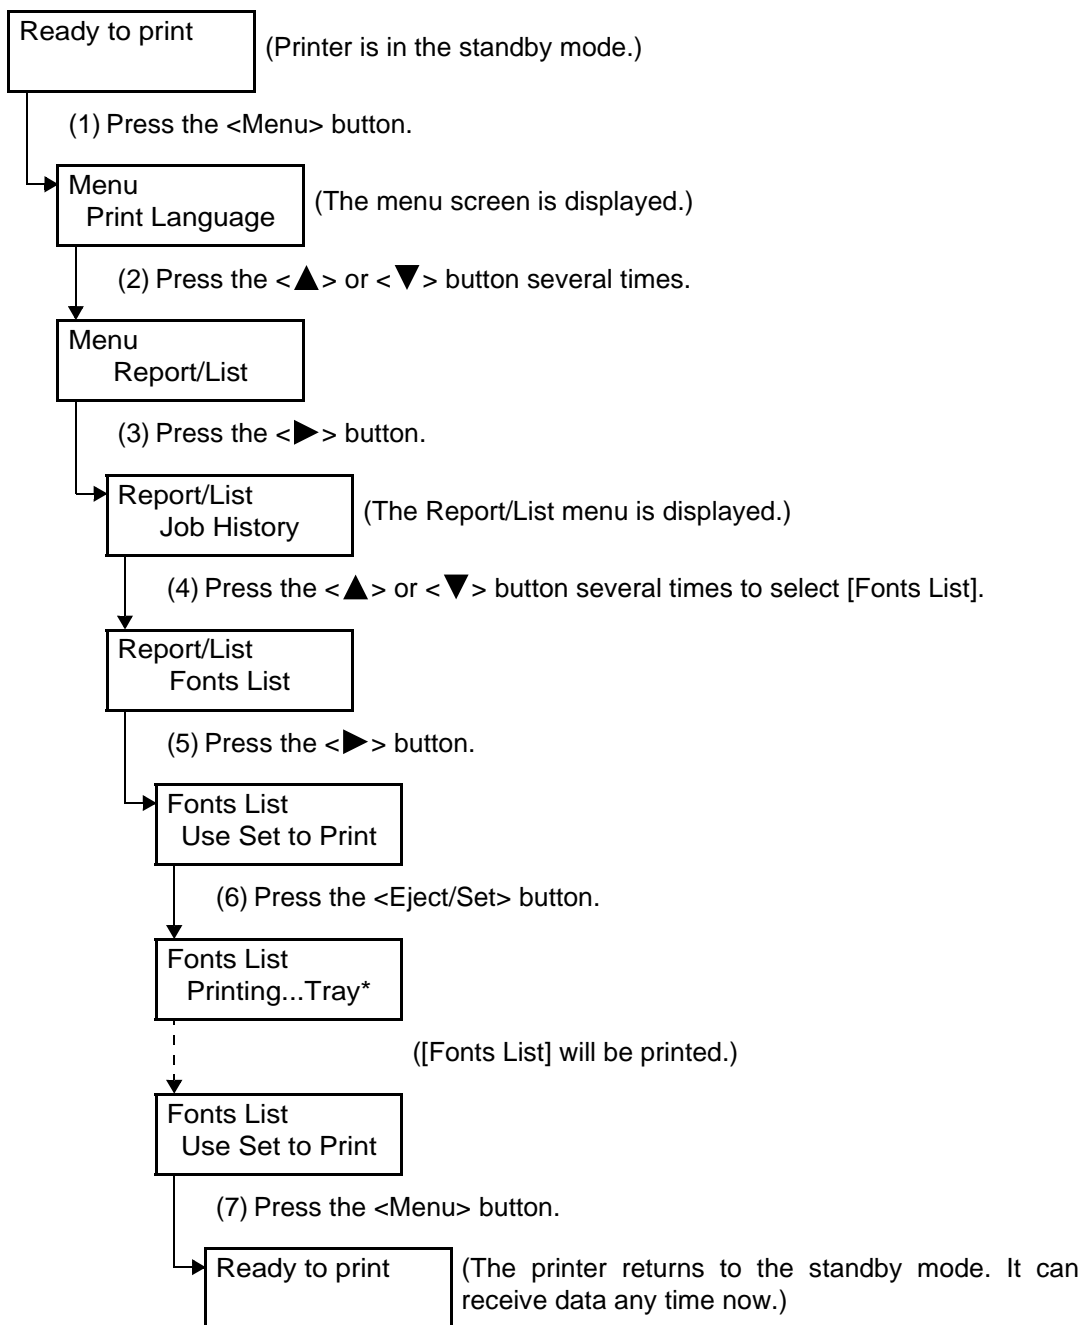 Ready to print
(Printer is in the standby mode.)
(1) Press the <Menu> button.
Menu
Print Language
(The menu screen is displayed.)
(2) Press the <▲> or <▼> button several times.
Menu
Report/List
(3) Press the <▶> button.
Report/List
Job History
(The Report/List menu is displayed.)
(4) Press the <▲> or <▼> button several times to select [Fonts List].
Report/List
Fonts List
(5) Press the <▶> button.
Fonts List
Use Set to Print
(6) Press the <Eject/Set> button.
Fonts List
Printing...Tray*
([Fonts List] will be printed.)
Fonts List
Use Set to Print
(7) Press the <Menu> button.
Ready to print
(The printer returns to the standby mode. It can
receive data any time now.)